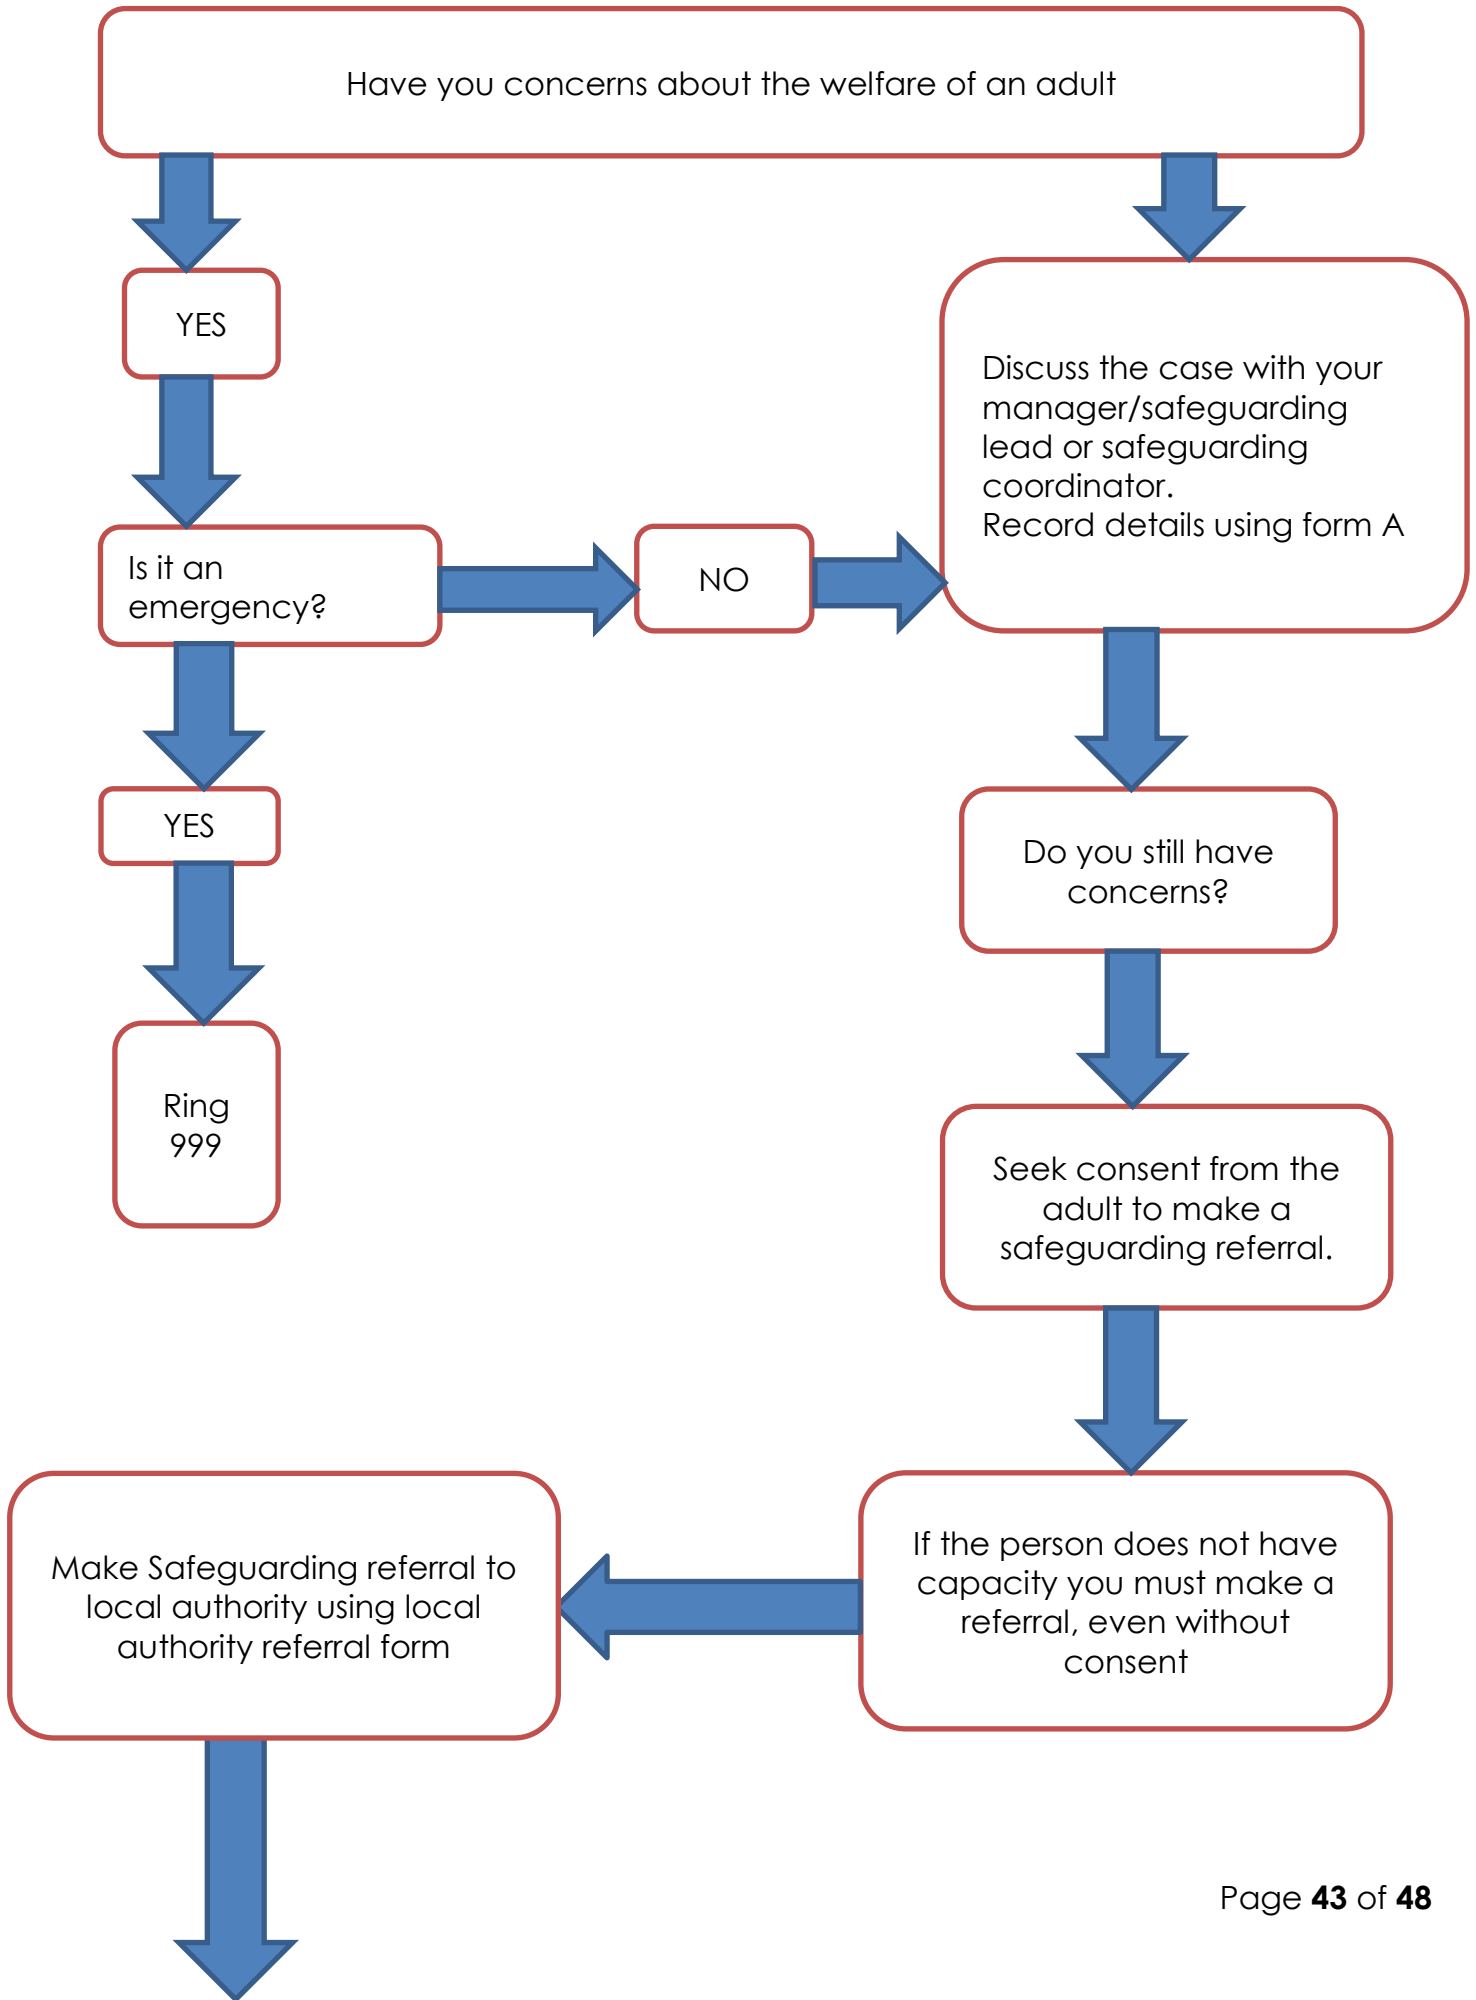 Have you concerns about the welfare of an adult
YES
Discuss the case with your
manager/safeguarding
lead or safeguarding
coordinator.
Record details using form A
Is it an
emergency?
NO
YES
Do you still have
concerns?
Ring
999
Seek consent from the
adult to make a
safeguarding referral.
If the person does not have
capacity you must make a
referral, even without
consent
Make Safeguarding referral to
local authority using local
authority referral form
Page 43 of 48